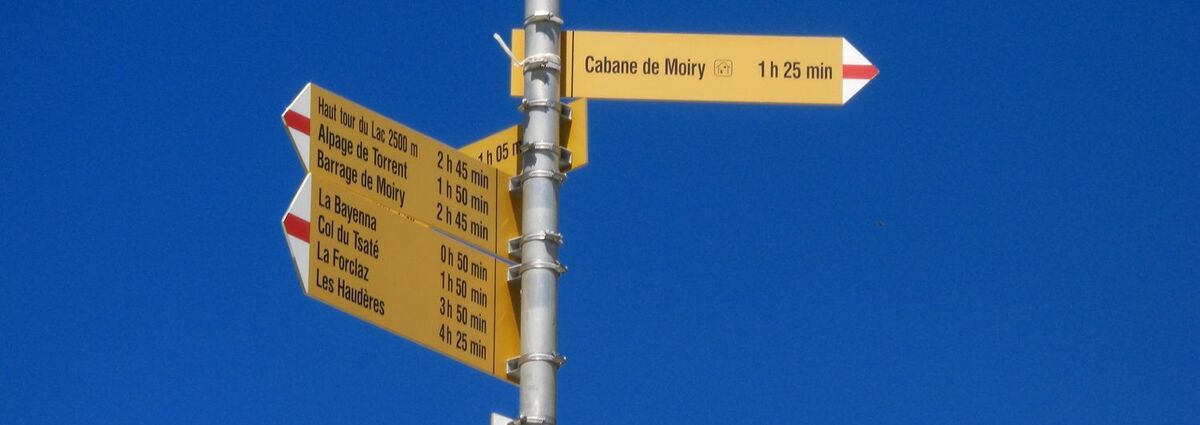 Cabane de Moiry 1 h 25 min
1 h 05 m
Haut tour du Lac 2500 m 2 h 45 min
Alpage de Torrent 1 h 50 min
Barrage de Moiry 2 h 45 min
La Bayenna 0 h 50 min
Col du Tsaté 1 h 50 min
La Forclaz 3 h 50 min
Les Haudères 4 h 25 min